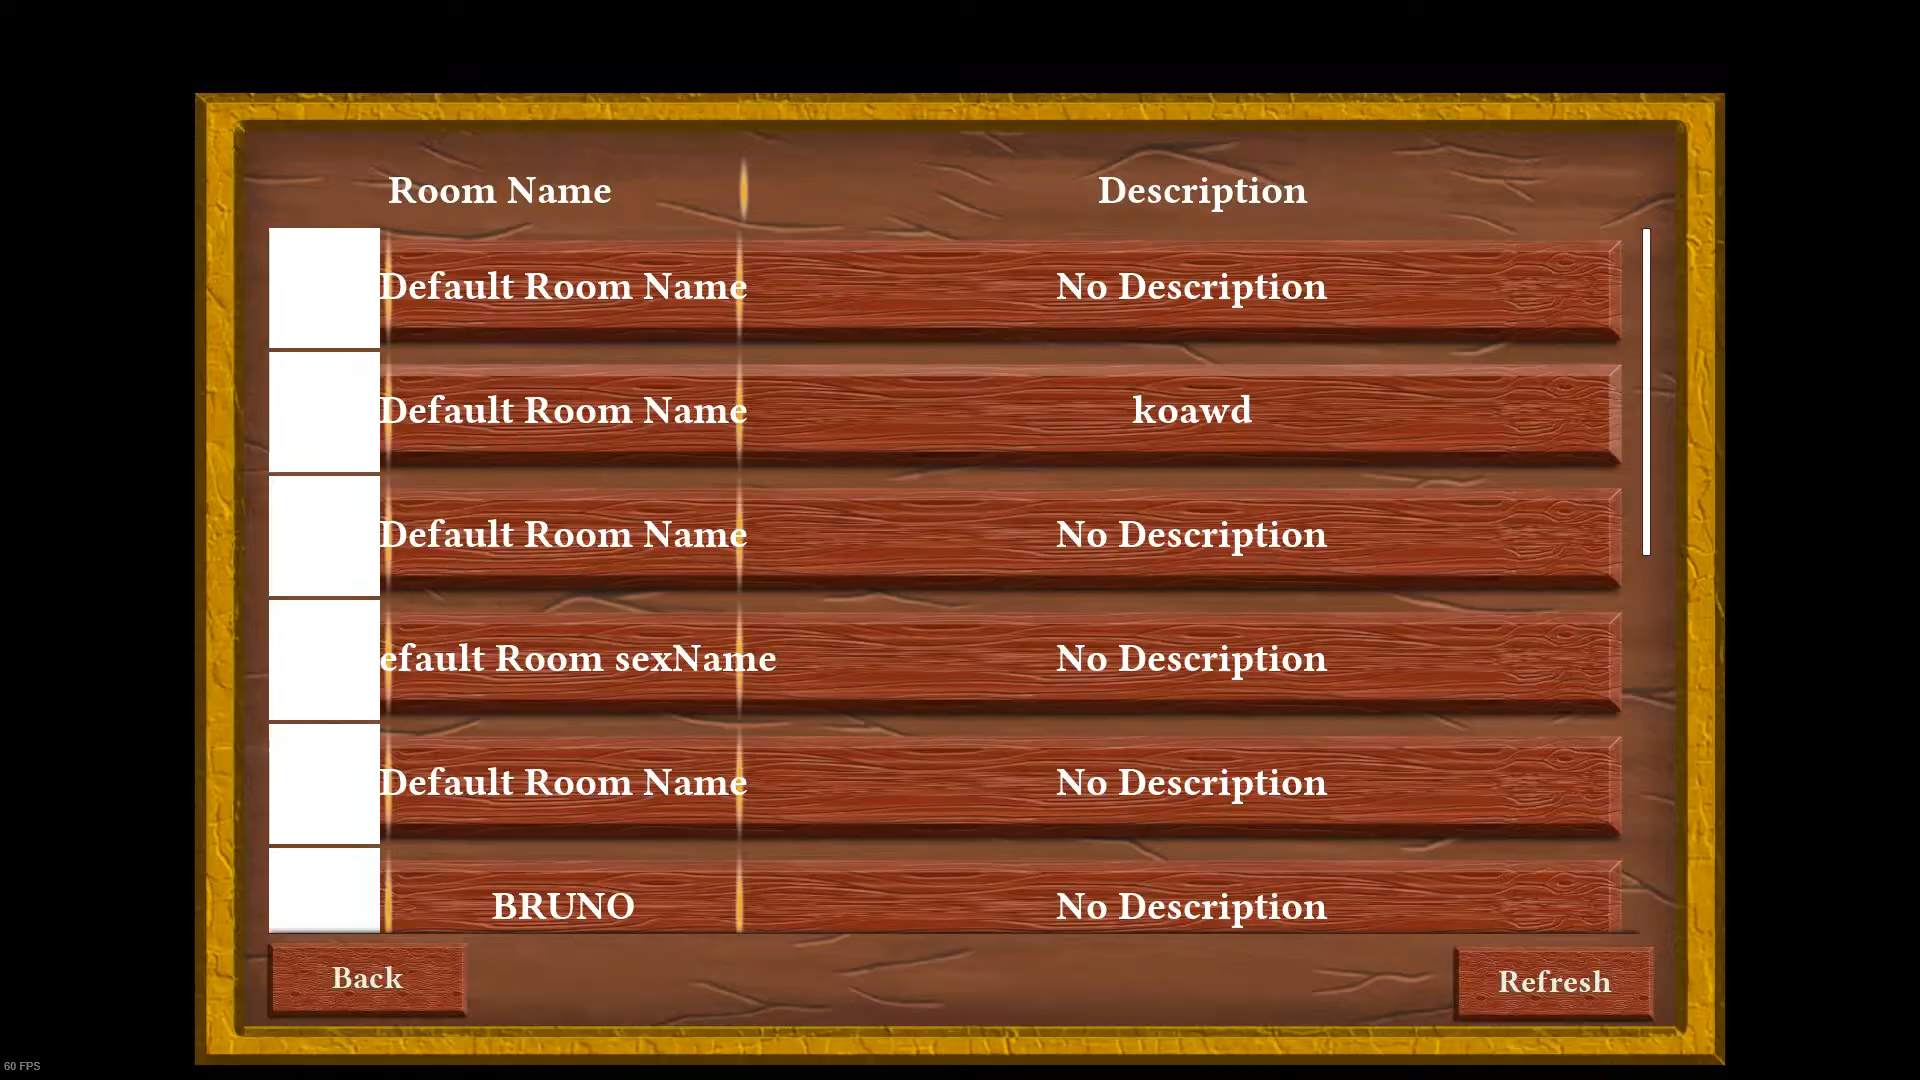 Room Name Description
Default Room Name No Description
Default Room Name koawd
Default Room Name No Description
efault Room sexName No Description
Default Room Name No Description
BRUNO No Description
Back Refresh
60 FPS